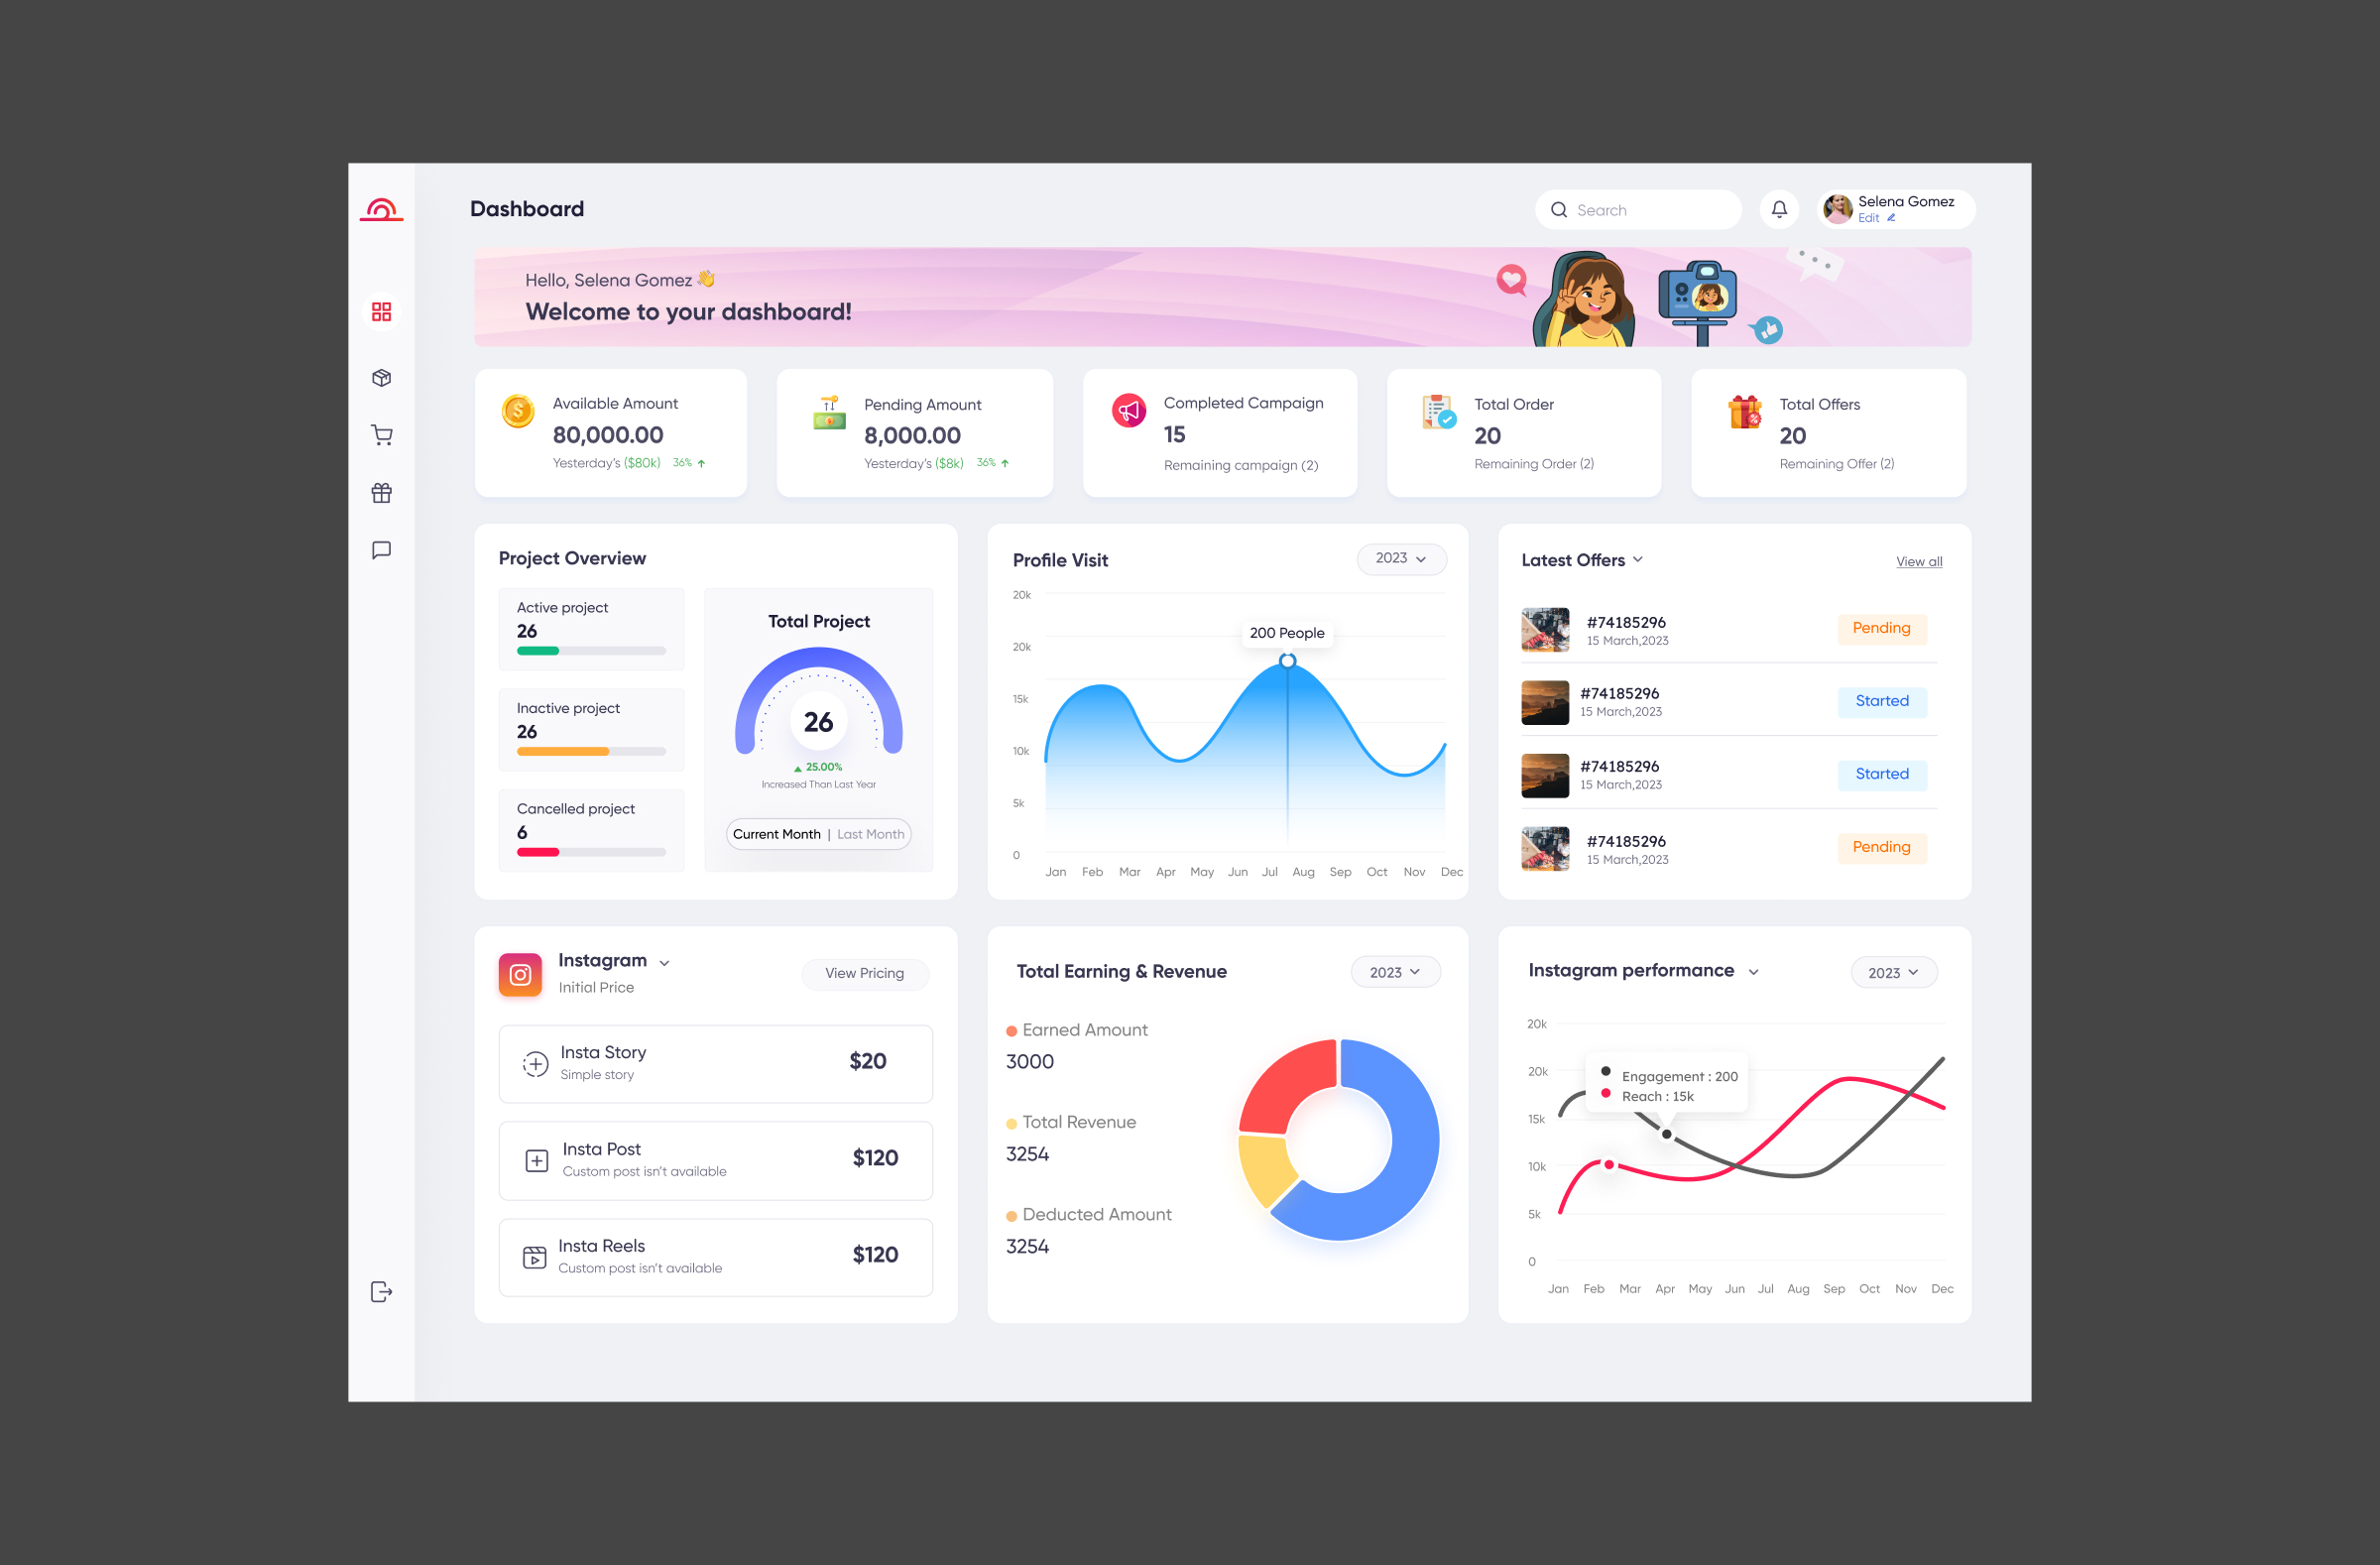 Dashboard
Search
Selena Gomez
Edit
Hello, Selena Gomez 👋
Welcome to your dashboard!
Available Amount
80,000.00
Yesterday's ($80k) 36%
Pending Amount
8,000.00
Yesterday's ($8k) 36%
Completed Campaign
15
Remaining campaign (2)
Total Order
20
Remaining Order (2)
Total Offers
20
Remaining Offer (2)
Project Overview
Active project
26
Inactive project
26
Cancelled project
6
Total Project
26
25.00%
Increased Than Last Year
Current Month | Last Month
Profile Visit
2023
20k
20k
15k
10k
5k
0
200 People
Jan Feb Mar Apr May Jun Jul Aug Sep Oct Nov Dec
Latest Offers
View all
#74185296
15 March,2023
Pending
#74185296
15 March,2023
Started
#74185296
15 March,2023
Started
#74185296
15 March,2023
Pending
Instagram
Initial Price
View Pricing
Insta Story
Simple story
$20
Insta Post
Custom post isn't available
$120
Insta Reels
Custom post isn't available
$120
Total Earning & Revenue
2023
Earned Amount
3000
Total Revenue
3254
Deducted Amount
3254
Instagram performance
2023
20k
20k
15k
10k
5k
0
Engagement : 200
Reach : 15k
Jan Feb Mar Apr May Jun Jul Aug Sep Oct Nov Dec